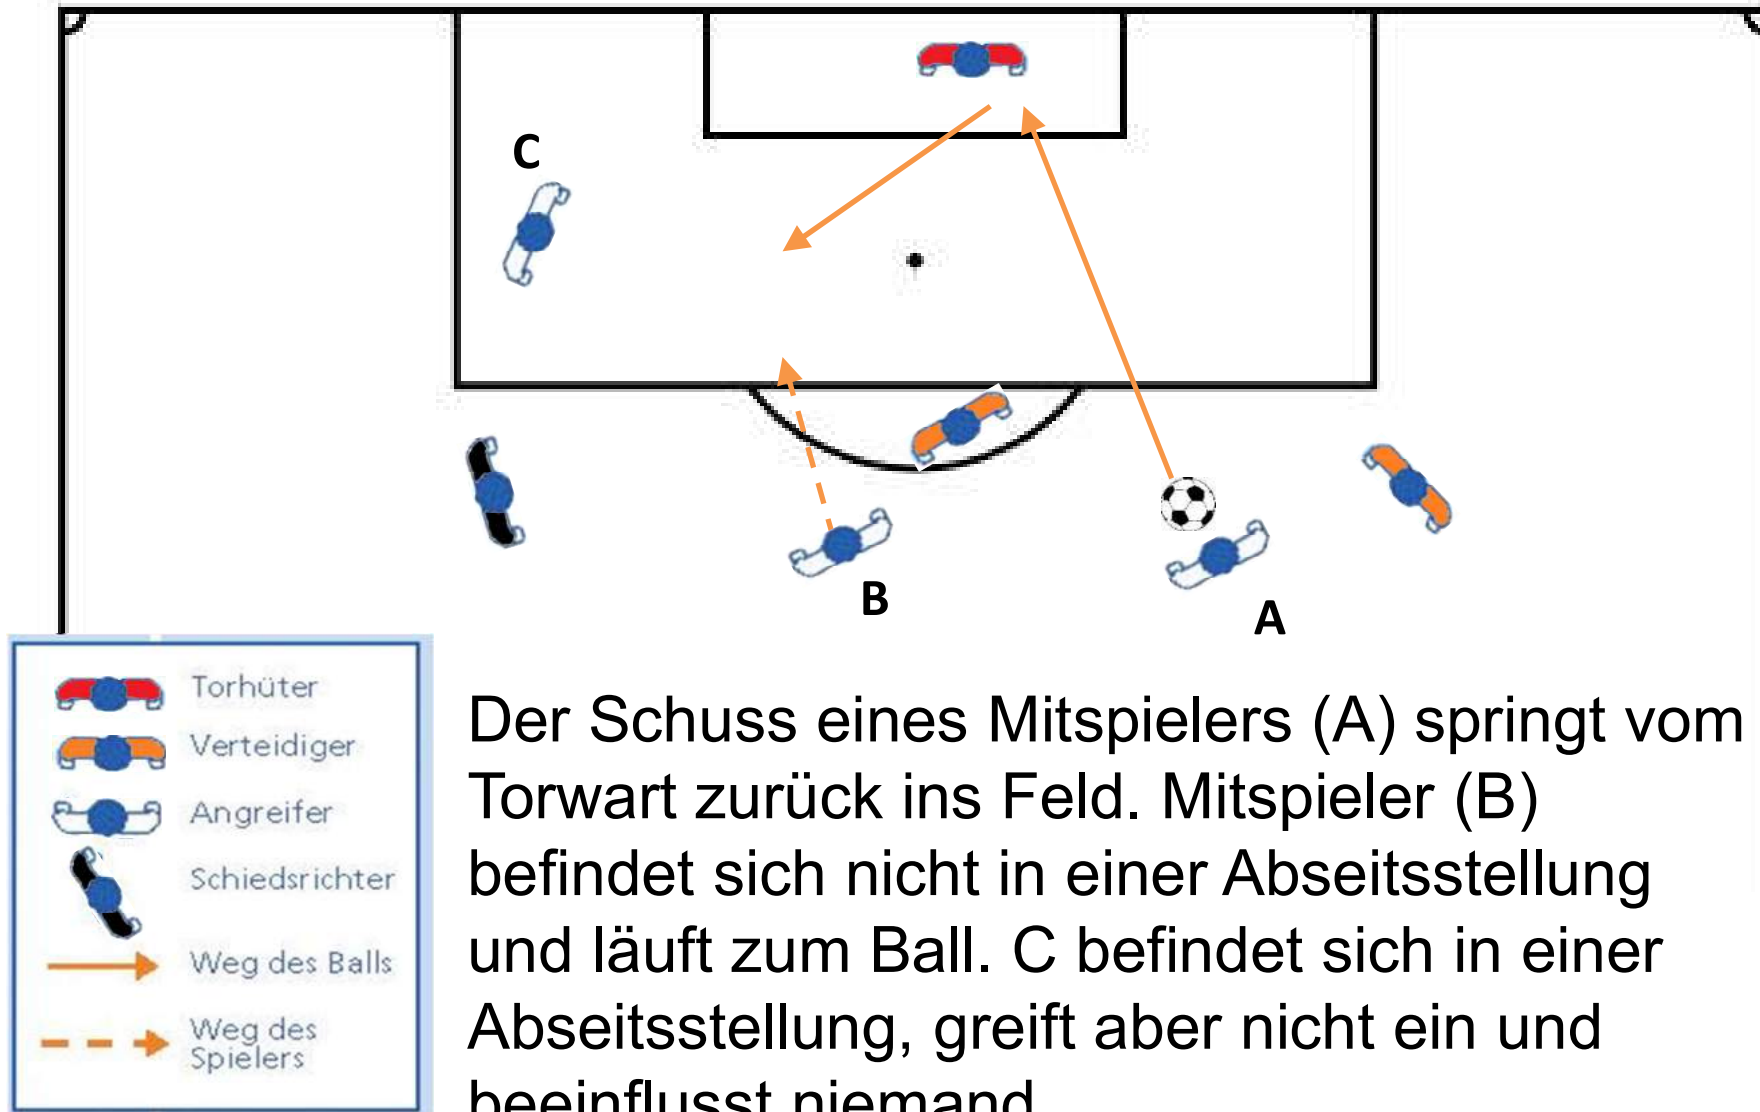 C
B
A
Torhüter
Verteidiger
Angreifer
Schiedsrichter
Weg des Balls
Weg des
Spielers
Der Schuss eines Mitspielers (A) springt vom
Torwart zurück ins Feld. Mitspieler (B)
befindet sich nicht in einer Abseitsstellung
und läuft zum Ball. C befindet sich in einer
Abseitsstellung, greift aber nicht ein und
beeinflusst niemand